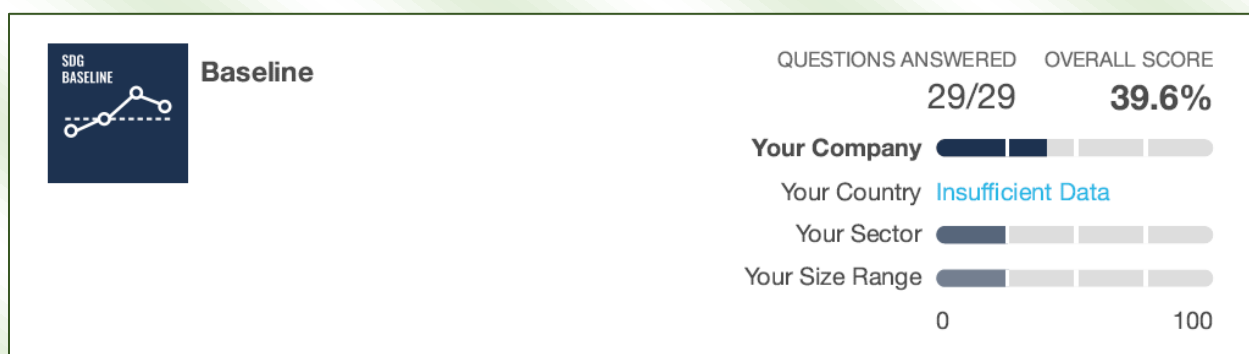 SDG
BASELINE
Baseline
QUESTIONS ANSWERED OVERALL SCORE
29/29 39.6%
Your Company
Your Country Insufficient Data
Your Sector
Your Size Range
0 100